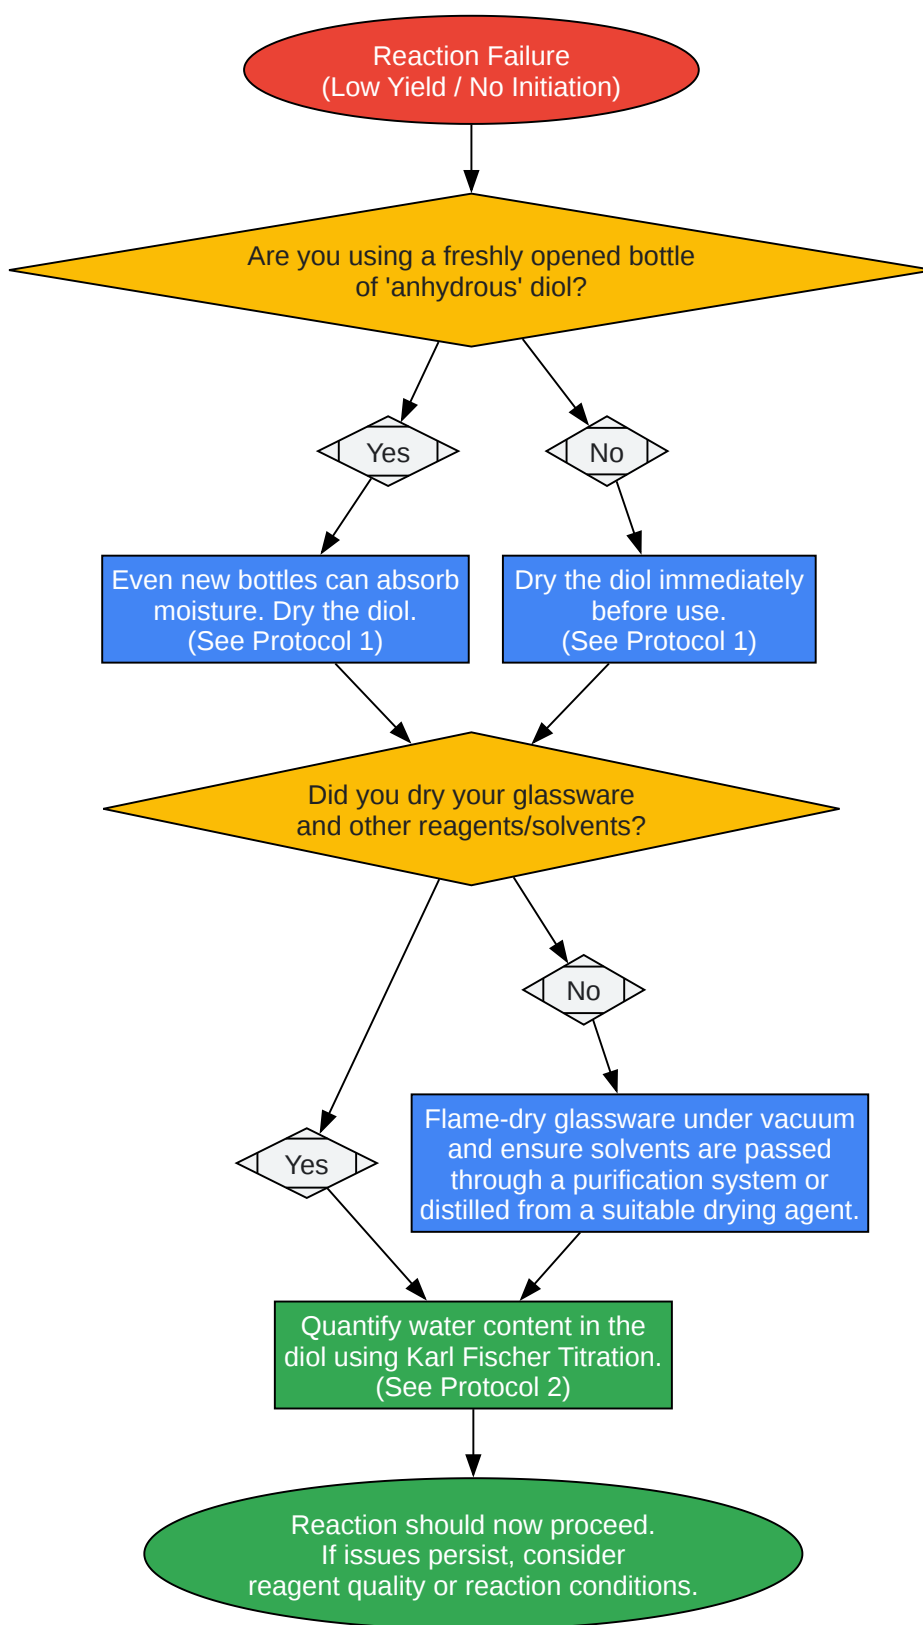 Reaction Failure
(Low Yield / No Initiation)
Are you using a freshly opened bottle
of 'anhydrous' diol?
Yes
No
Even new bottles can absorb
moisture. Dry the diol.
(See Protocol 1)
Dry the diol immediately
before use.
(See Protocol 1)
Did you dry your glassware
and other reagents/solvents?
No
Flame-dry glassware under vacuum
and ensure solvents are passed
through a purification system or
distilled from a suitable drying agent.
Yes
Quantify water content in the
diol using Karl Fischer Titration.
(See Protocol 2)
Reaction should now proceed.
If issues persist, consider
reagent quality or reaction conditions.